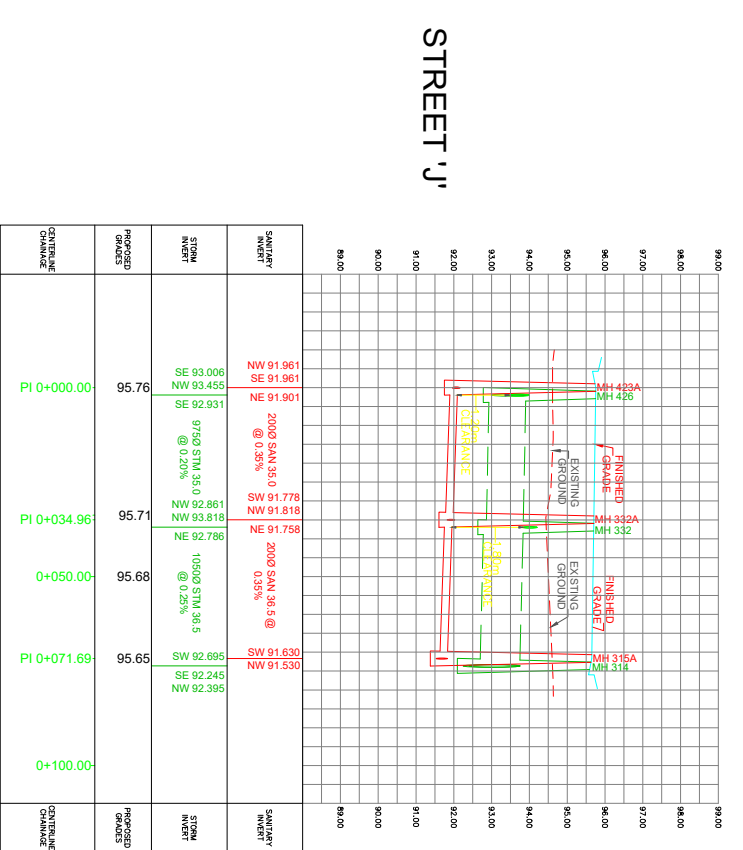 STREET 'J'
99.00
98.00
97.00
96.00
95.00
94.00
93.00
92.00
91.00
90.00
89.00
SANITARY
INVERT
STORM
INVERT
PROPOSED
GRADES
CENTERLINE
CHAINAGE
MH 423A
MH 426
FINISHED
GRADE
EXISTING
GROUND
CLEARANCE
MH 332A
MH 332
FINISHED
GRADE
EXISTING
GROUND
CLEARANCE
MH 315A
MH 314
NW 91.961
SE 91.961
NE 91.901
200Ø SAN 35.0
@ 0.35%
SW 91.778
NW 91.818
NE 91.758
200Ø SAN 36.5 @
0.35%
SW 91.630
NW 91.530
SE 93.006
NW 93.455
SE 92.931
975Ø STM 35.0
@ 0.20%
NW 92.861
NW 93.818
NE 92.786
1050Ø STM 36.5
@ 0.25%
SW 92.695
SE 92.245
NW 92.395
95.76
95.71
95.68
95.65
PI 0+000.00
PI 0+034.96
0+050.00
PI 0+071.69
0+100.00
99.00
98.00
97.00
96.00
95.00
94.00
93.00
92.00
91.00
90.00
89.00
SANITARY
INVERT
STORM
INVERT
PROPOSED
GRADES
CENTERLINE
CHAINAGE